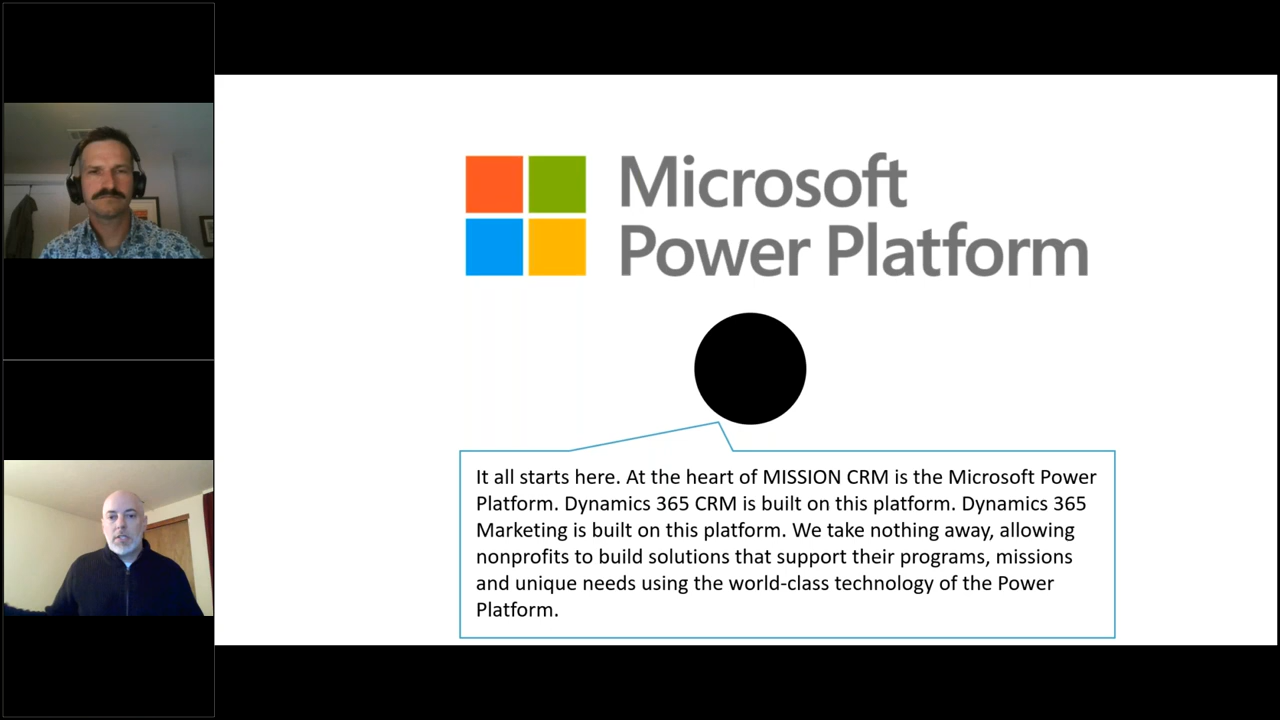 Microsoft
Power Platform
It all starts here. At the heart of MISSION CRM is the Microsoft Power
Platform. Dynamics 365 CRM is built on this platform. Dynamics 365
Marketing is built on this platform. We take nothing away, allowing
nonprofits to build solutions that support their programs, missions
and unique needs using the world-class technology of the Power
Platform.